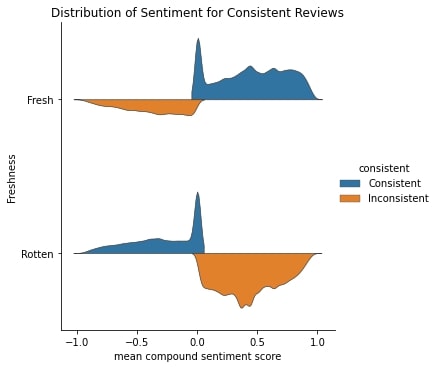 Distribution of Sentiment for Consistent Reviews
Fresh
Rotten
Freshness
−1.0 −0.5 0.0 0.5 1.0
mean compound sentiment score
consistent
Consistent
Inconsistent